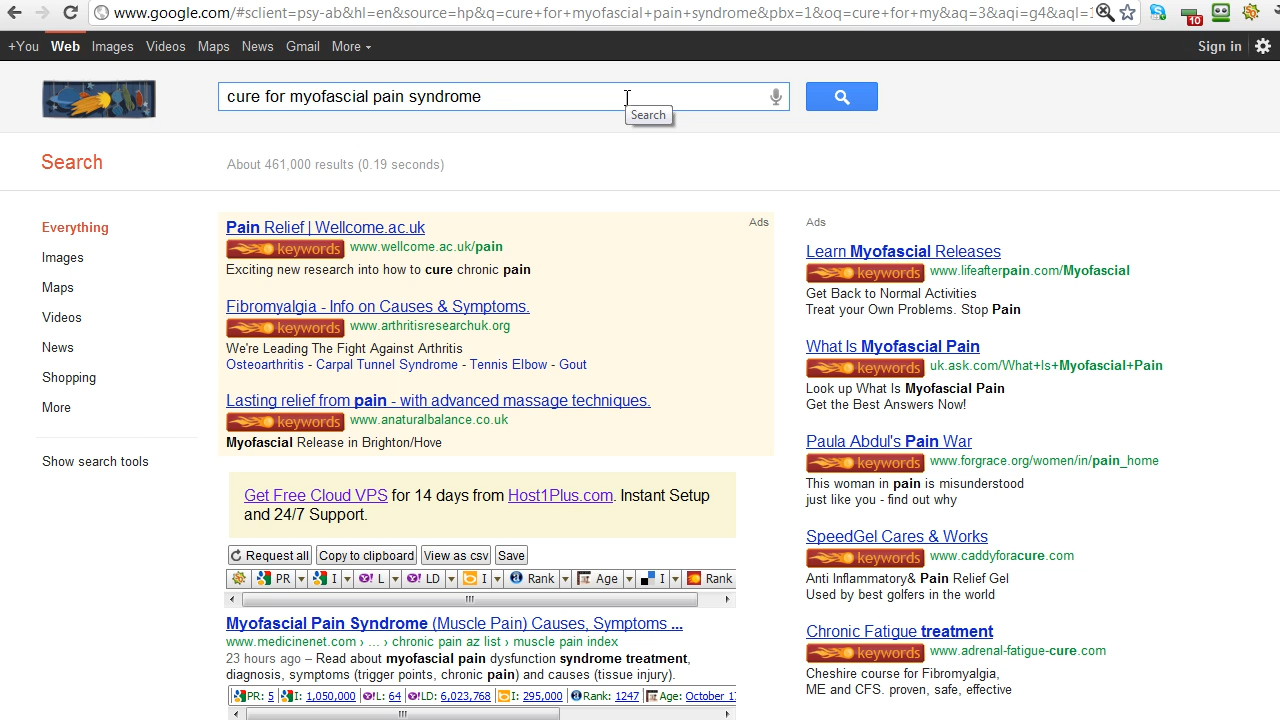 www.google.com/#sclient=psy-ab&hl=en&source=hp&q=cure+for+myofascial+pain+syndrome&pbx=1&oq=cure+for+my&aq=3&aqi=g4&aql=1
10
+You Web Images Videos Maps News Gmail More
Sign in
cure for myofascial pain syndrome
Search
Search
About 461,000 results (0.19 seconds)
Everything
Images
Maps
Videos
News
Shopping
More
Show search tools
Ads
Pain Relief | Wellcome.ac.uk
keywords www.wellcome.ac.uk/pain
Exciting new research into how to cure chronic pain
Fibromyalgia - Info on Causes & Symptoms.
keywords www.arthritisresearchuk.org
We're Leading The Fight Against Arthritis
Osteoarthritis - Carpal Tunnel Syndrome - Tennis Elbow - Gout
Lasting relief from pain - with advanced massage techniques.
keywords www.anaturalbalance.co.uk
Myofascial Release in Brighton/Hove
Get Free Cloud VPS for 14 days from Host1Plus.com. Instant Setup
and 24/7 Support.
Request all Copy to clipboard View as csv Save
PR I Y! L Y! LD I Rank Age I Rank
Myofascial Pain Syndrome (Muscle Pain) Causes, Symptoms ...
www.medicinenet.com › ... › chronic pain az list › muscle pain index
23 hours ago – Read about myofascial pain dysfunction syndrome treatment,
diagnosis, symptoms (trigger points, chronic pain) and causes (tissue injury).
PR: 5 I: 1,050,000 Y! L: 64 Y! LD: 6,023,768 I: 295,000 Rank: 1247 Age: October
Ads
Learn Myofascial Releases
keywords www.lifeafterpain.com/Myofascial
Get Back to Normal Activities
Treat your Own Problems. Stop Pain
What Is Myofascial Pain
keywords uk.ask.com/What+Is+Myofascial+Pain
Look up What Is Myofascial Pain
Get the Best Answers Now!
Paula Abdul's Pain War
keywords www.forgrace.org/women/in/pain_home
This woman in pain is misunderstood
just like you - find out why
SpeedGel Cares & Works
keywords www.caddyforacure.com
Anti Inflammatory& Pain Relief Gel
Used by best golfers in the world
Chronic Fatigue treatment
keywords www.adrenal-fatigue-cure.com
Cheshire course for Fibromyalgia,
ME and CFS. proven, safe, effective